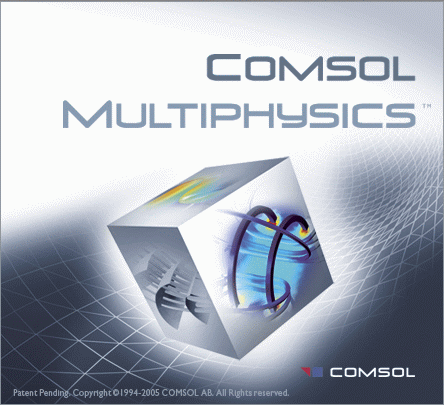 COMSOL
MULTIPHYSICS™
COMSOL
Patent Pending. Copyright ©1994-2005 COMSOL AB. All Rights reserved.